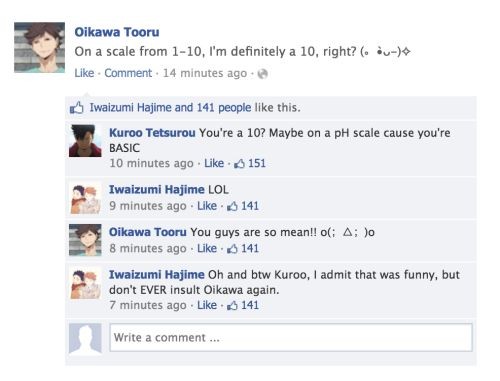 Oikawa Tooru
On a scale from 1-10, I'm definitely a 10, right? (｡ •̀ᴗ-)✧
Like · Comment · 14 minutes ago ·
Iwaizumi Hajime and 141 people like this.
Kuroo Tetsurou You're a 10? Maybe on a pH scale cause you're
BASIC
10 minutes ago · Like · 151
Iwaizumi Hajime LOL
9 minutes ago · Like · 141
Oikawa Tooru You guys are so mean!! o(; △; )o
8 minutes ago · Like · 141
Iwaizumi Hajime Oh and btw Kuroo, I admit that was funny, but
don't EVER insult Oikawa again.
7 minutes ago · Like · 141
Write a comment ...